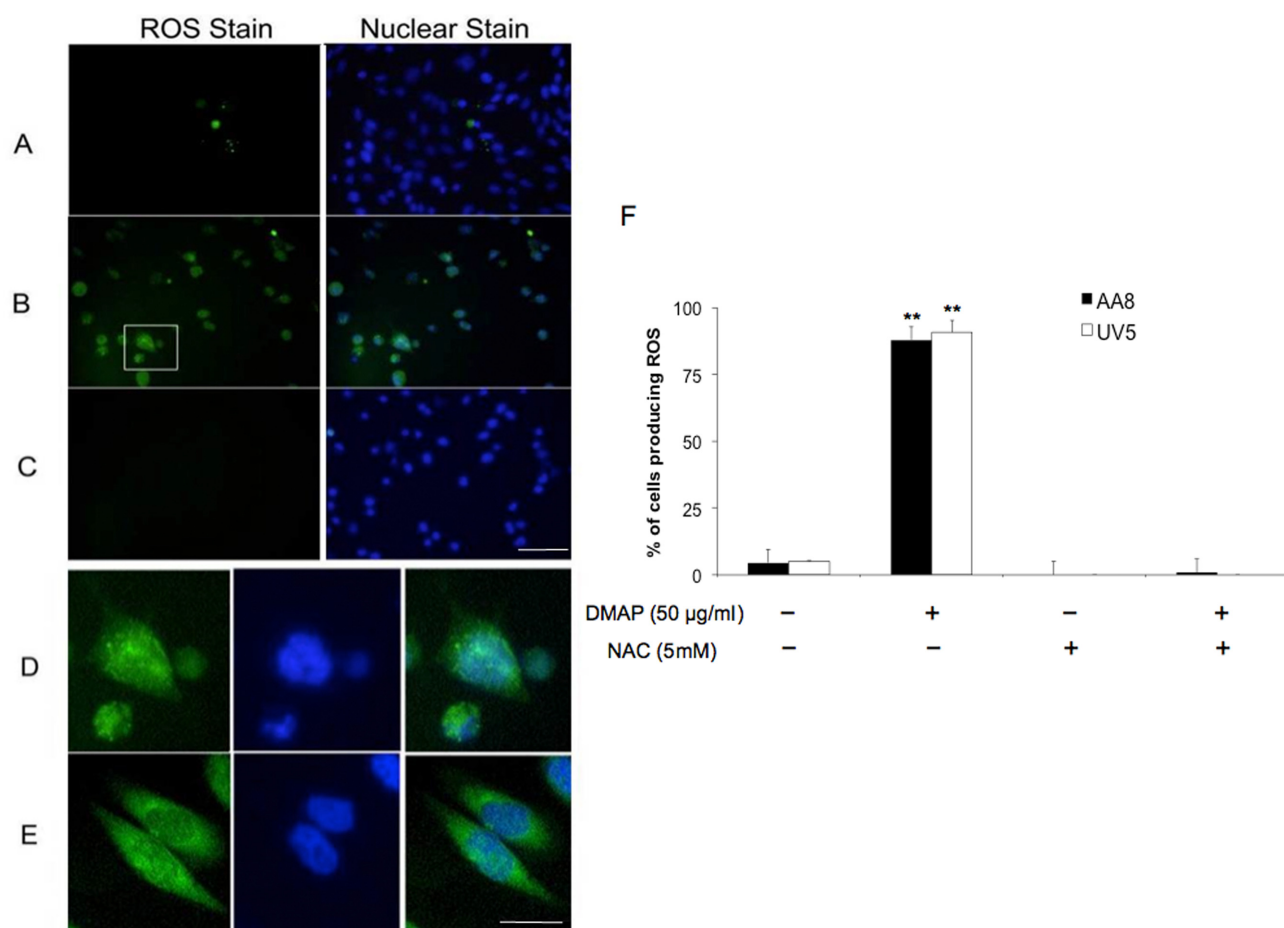 ROS Stain
Nuclear Stain
A
B
C
D
E
F
AA8
UV5
% of cells producing ROS
100
75
50
25
0
** **
DMAP (50 µg/ml) – + – +
NAC (5mM) – – + +